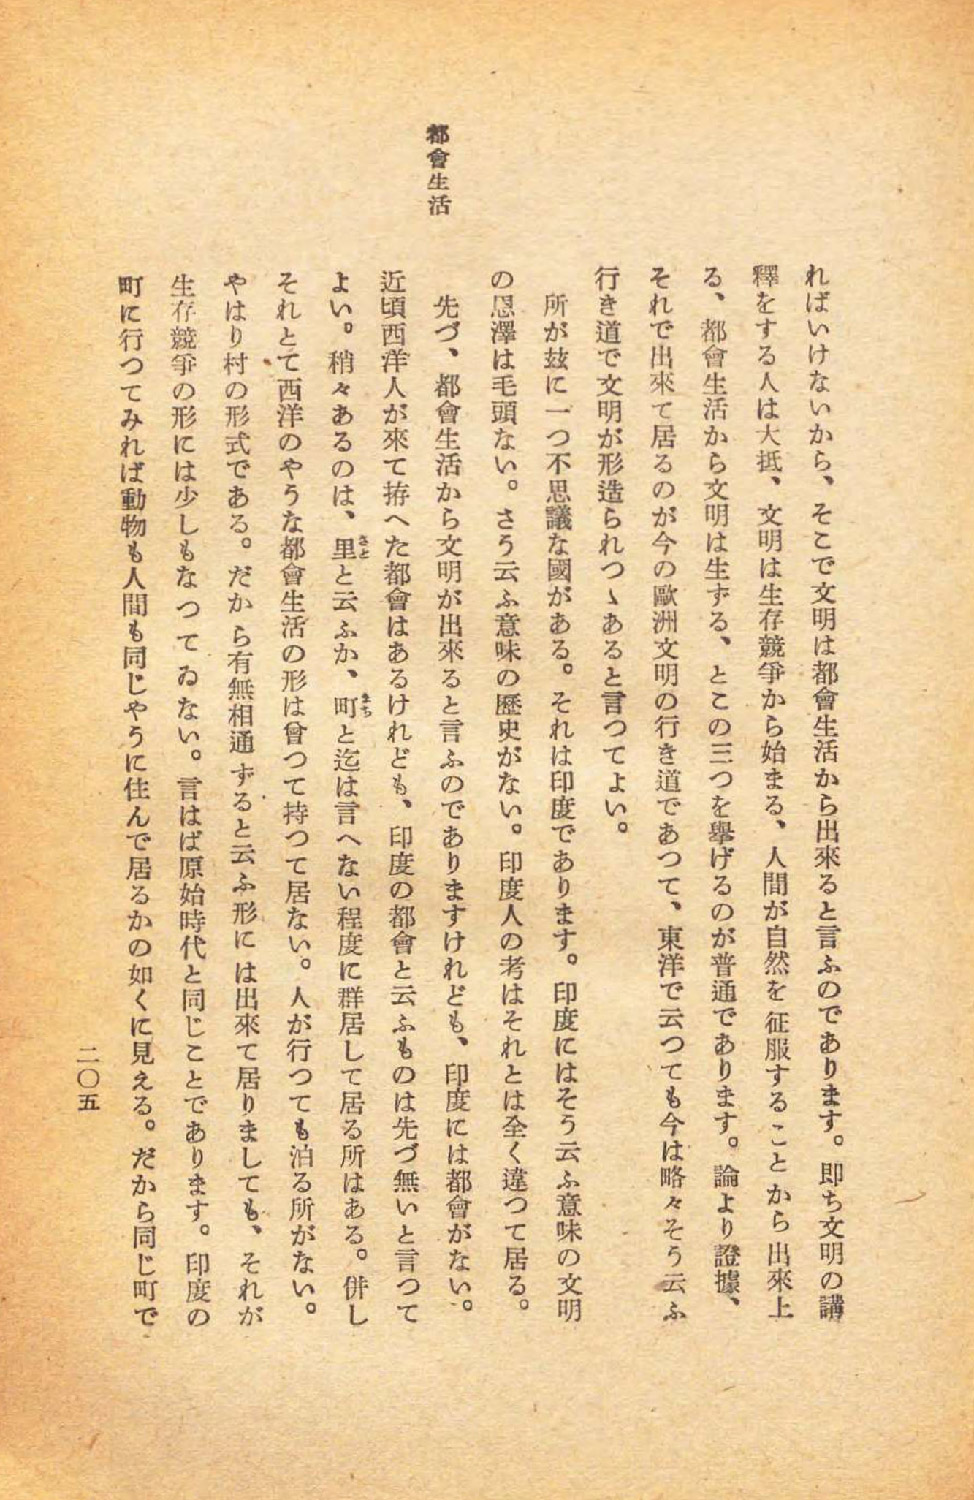 ればいけないから、そこで文明は都會生活から出來ると言ふのであります。即ち文明の講
釋をする人は大抵、文明は生存競爭から始まる、人間が自然を征服することから出來上
る、都會生活から文明は生ずる、とこの三つを擧げるのが普通であります。論より證據、
それで出來て居るのが今の歐洲文明の行き道であつて、東洋で云つても今は略々そう云ふ
行き道で文明が形造られつゝあると言つてよい。
所が玆に一つ不思議な國がある。それは印度であります。印度にはそう云ふ意味の文明
の恩澤は毛頭ない。さう云ふ意味の歷史がない。印度人の考はそれとは全く違つて居る。
都會生活
先づ、都會生活から文明が出來ると言ふのでありますけれども、印度には都會がない。
近頃西洋人が來て拵へた都會はあるけれども、印度の都會と云ふものは先づ無いと言つて
よい。稍々あるのは、里さとと云ふか、町まちと迄は言へない程度に群居して居る所はある。併し
それとて西洋のやうな都會生活の形は曾つて持つて居ない。人が行つても泊る所がない。
やはり村の形式である。だから有無相通ずると云ふ形には出來て居りましても、それが
生存競爭の形には少しもなつてゐない。言はば原始時代と同じことであります。印度の
町に行つてみれば動物も人間も同じやうに住んで居るかの如くに見える。だから同じ町で
二〇五